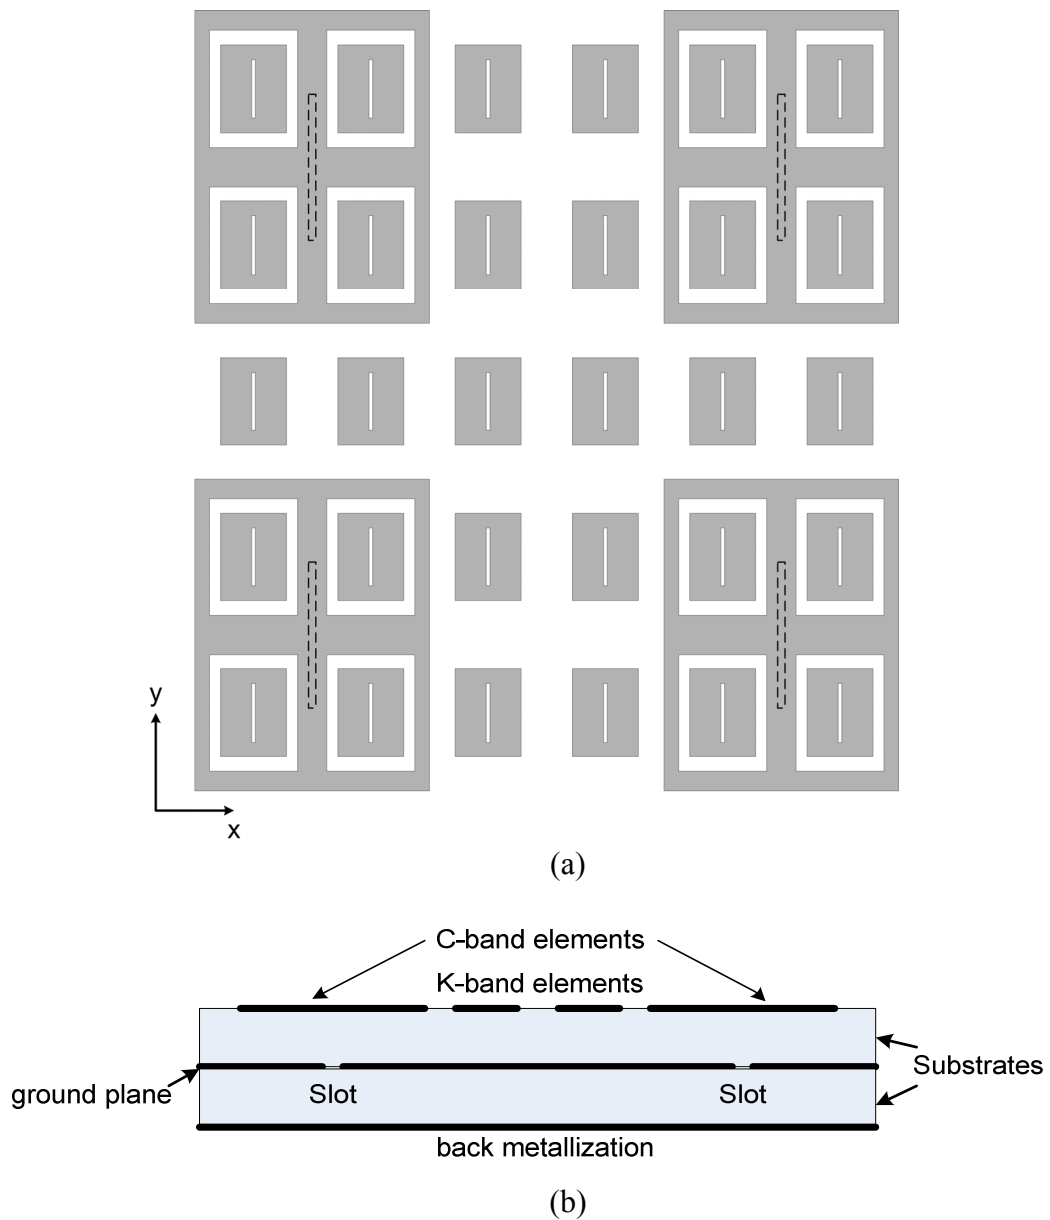 y
x
(a)
C-band elements
K-band elements
Substrates
ground plane
Slot
Slot
back metallization
(b)